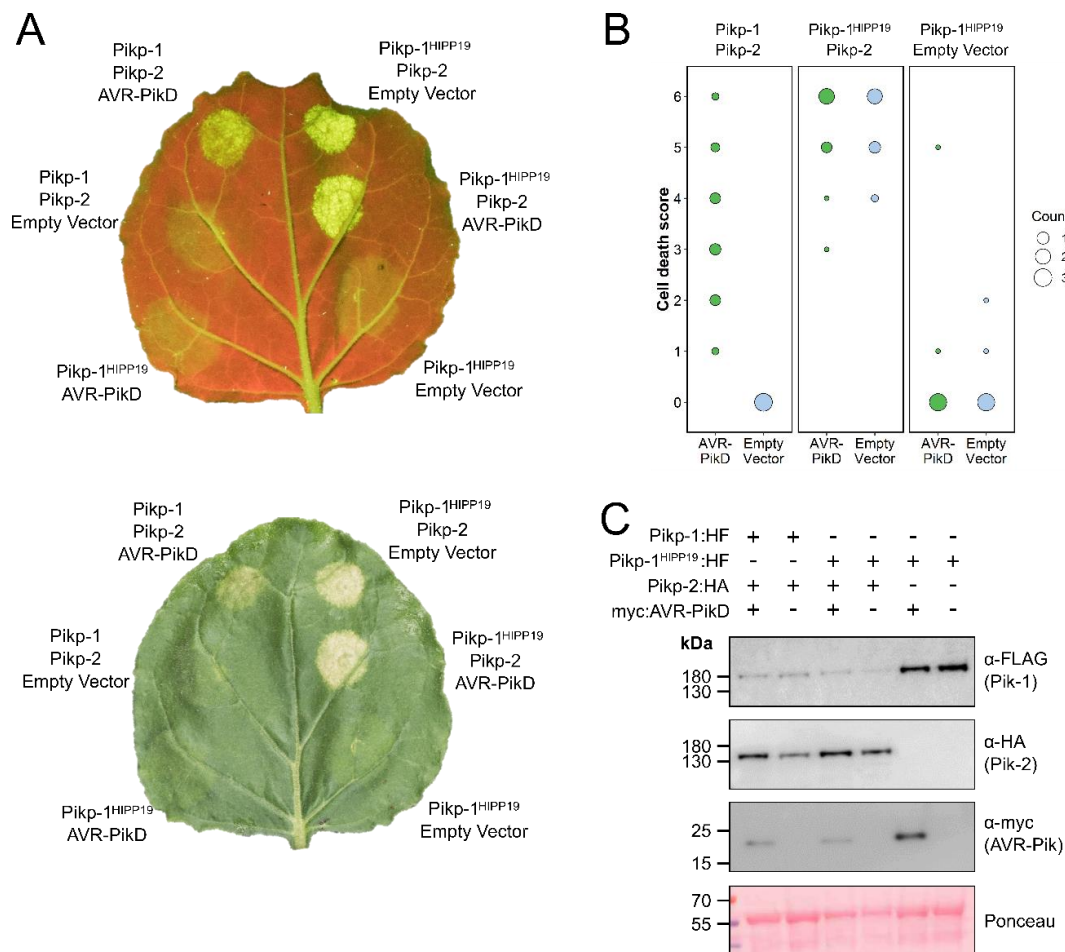 A
Pikp-1
Pikp-2
AVR-PikD
Pikp-1HIPP19
Pikp-2
Empty Vector
Pikp-1
Pikp-2
Empty Vector
Pikp-1HIPP19
Pikp-2
AVR-PikD
Pikp-1HIPP19
AVR-PikD
Pikp-1HIPP19
Empty Vector
Pikp-1
Pikp-2
AVR-PikD
Pikp-1HIPP19
Pikp-2
Empty Vector
Pikp-1
Pikp-2
Empty Vector
Pikp-1HIPP19
Pikp-2
AVR-PikD
Pikp-1HIPP19
AVR-PikD
Pikp-1HIPP19
Empty Vector
B
Pikp-1 Pikp-1HIPP19 Pikp-1HIPP19
Pikp-2 Pikp-2 Empty Vector
Cell death score
6
5
4
3
2
1
0
AVR- Empty AVR- Empty AVR- Empty
PikD Vector PikD Vector PikD Vector
Coun
1
2
3
C
Pikp-1:HF + + - - - -
Pikp-1HIPP19:HF - - + + + +
Pikp-2:HA + + + + - -
myc:AVR-PikD + - + - + -
kDa
180
130
α-FLAG
(Pik-1)
180
130
α-HA
(Pik-2)
25
15
α-myc
(AVR-Pik)
70
55
Ponceau